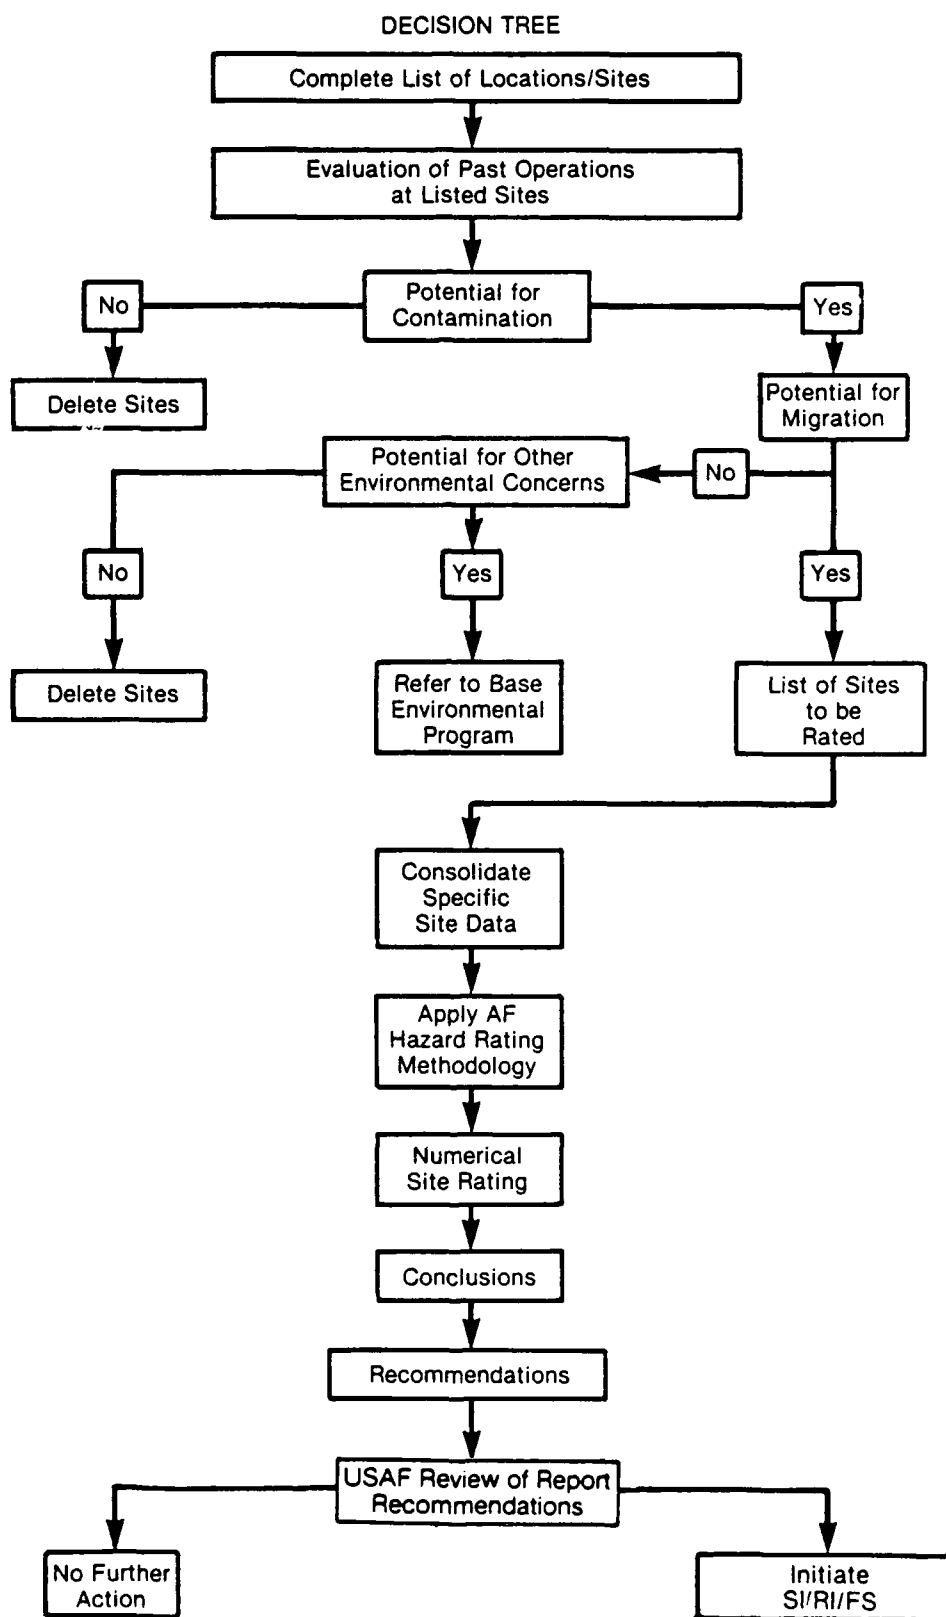 DECISION TREE
Complete List of Locations/Sites
Evaluation of Past Operations
at Listed Sites
No
Potential for
Contamination
Yes
Delete Sites
Potential for
Migration
Potential for Other
Environmental Concerns
No
No
Yes
Yes
Delete Sites
Refer to Base
Environmental
Program
List of Sites
to be
Rated
Consolidate
Specific
Site Data
Apply AF
Hazard Rating
Methodology
Numerical
Site Rating
Conclusions
Recommendations
USAF Review of Report
Recommendations
No Further
Action
Initiate
SI/RI/FS